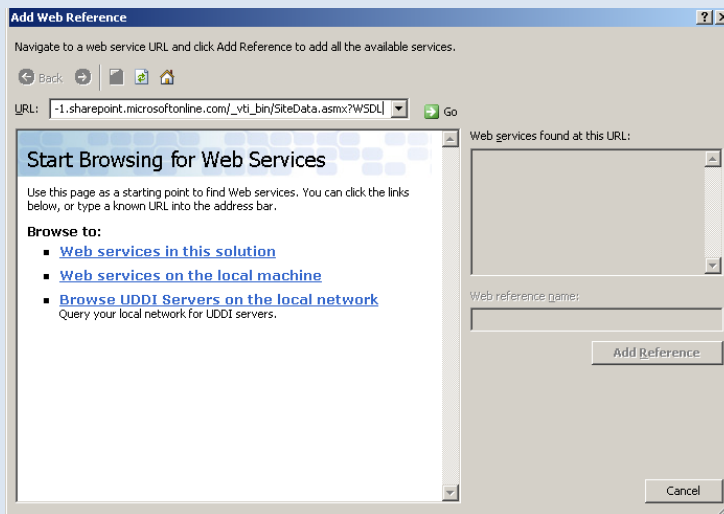 Add Web Reference
Navigate to a web service URL and click Add Reference to add all the available services.
Back
URL: -1.sharepoint.microsoftonline.com/_vti_bin/SiteData.asmx?WSDL Go
Start Browsing for Web Services
Use this page as a starting point to find Web services. You can click the links
below, or type a known URL into the address bar.
Browse to:
Web services in this solution
Web services on the local machine
Browse UDDI Servers on the local network
Query your local network for UDDI servers.
Web services found at this URL:
Web reference name:
Add Reference
Cancel